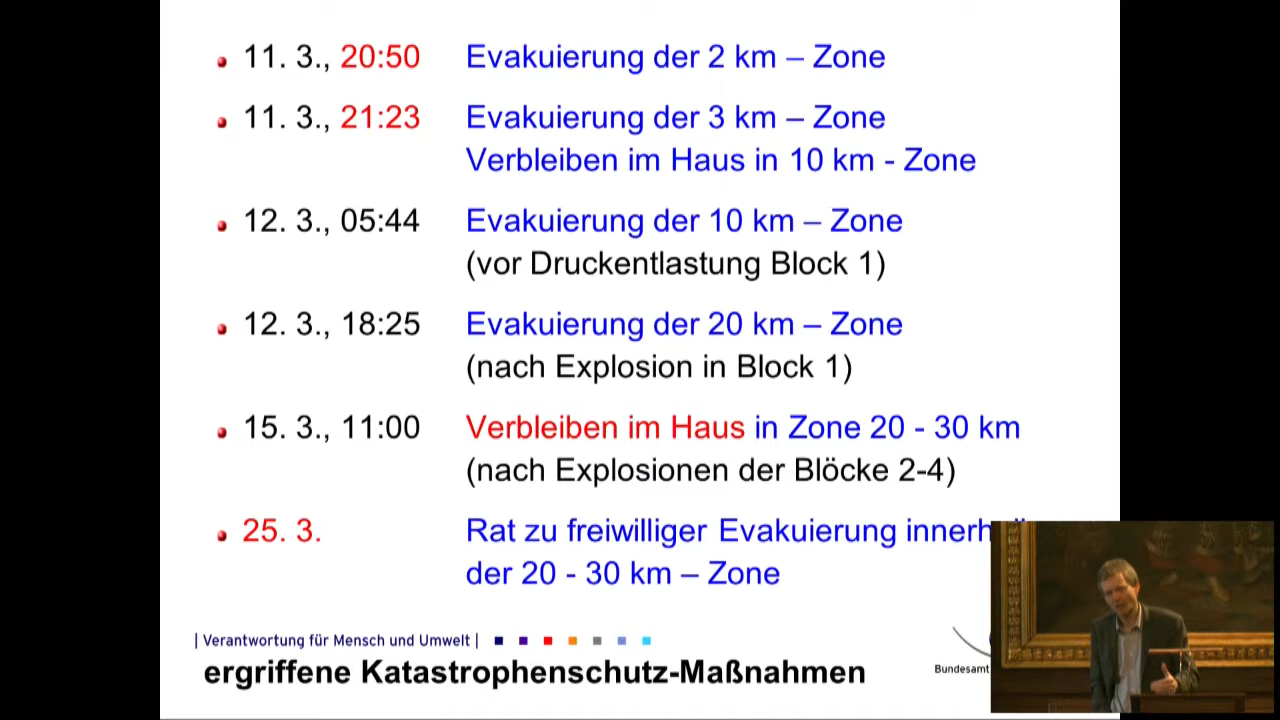 11. 3., 20:50 Evakuierung der 2 km – Zone
11. 3., 21:23 Evakuierung der 3 km – Zone
Verbleiben im Haus in 10 km - Zone
12. 3., 05:44 Evakuierung der 10 km – Zone
(vor Druckentlastung Block 1)
12. 3., 18:25 Evakuierung der 20 km – Zone
(nach Explosion in Block 1)
15. 3., 11:00 Verbleiben im Haus in Zone 20 - 30 km
(nach Explosionen der Blöcke 2-4)
25. 3. Rat zu freiwilliger Evakuierung
der 20 - 30 km – Zone
| Verantwortung für Mensch und Umwelt |
ergriffene Katastrophenschutz-Maßnahmen
Bundesamt